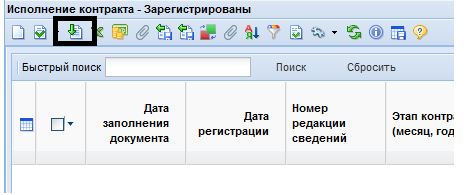 Исполнение контракта - Зарегистрированы
Быстрый поиск Поиск Сбросить
Дата заполнения документа
Дата регистрации
Номер редакции сведений
Этап контра
(месяц, год